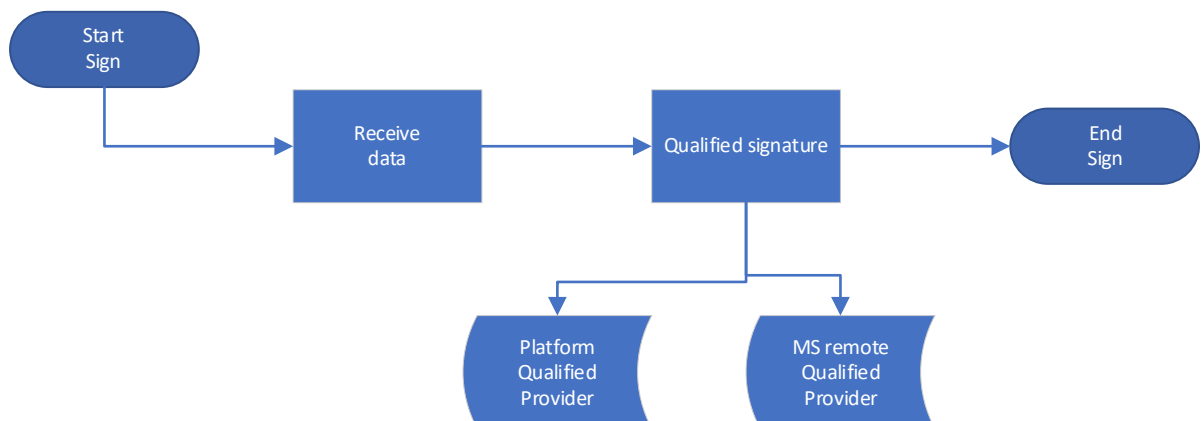 Start
Sign
Receive
data
Qualified signature
End
Sign
Platform
Qualified
Provider
MS remote
Qualified
Provider